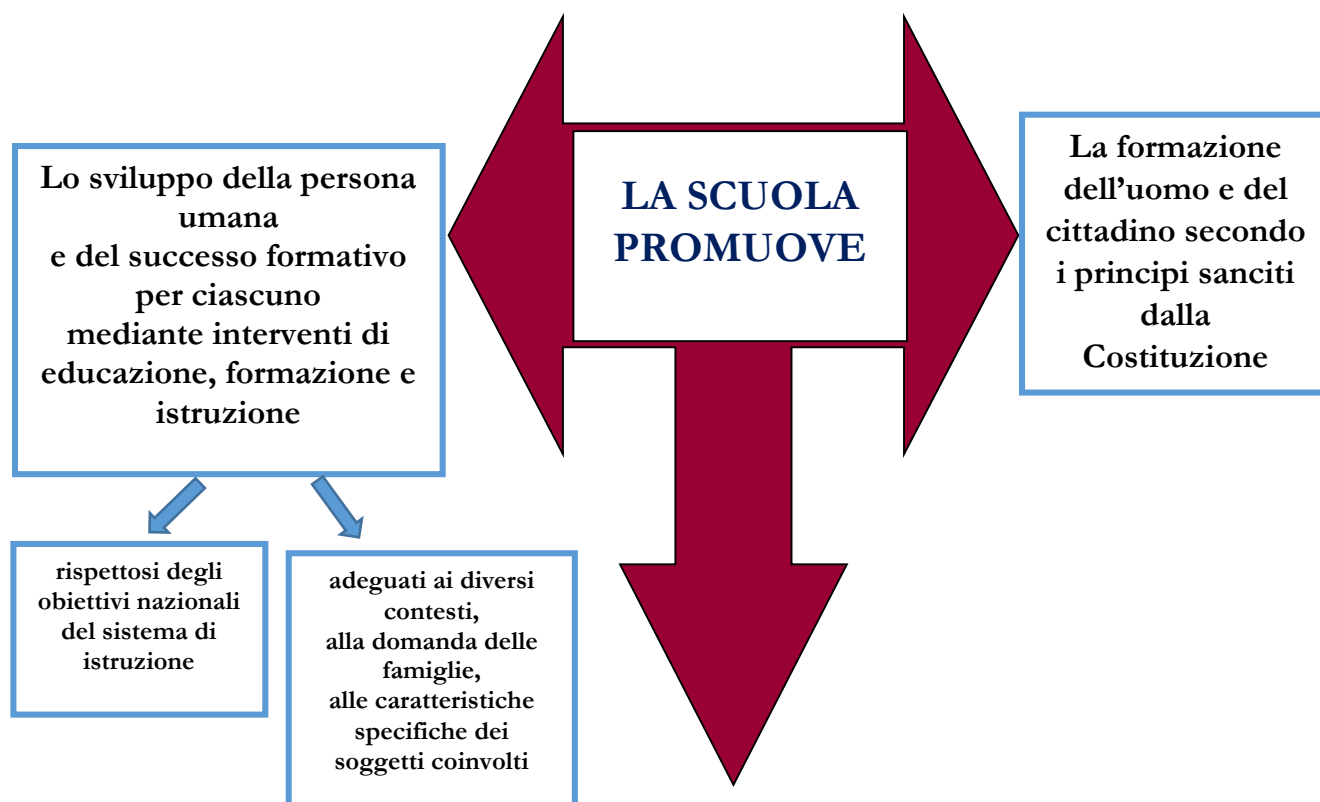 LA SCUOLA
PROMUOVE
Lo sviluppo della persona
umana
e del successo formativo
per ciascuno
mediante interventi di
educazione, formazione e
istruzione
La formazione
dell’uomo e del
cittadino secondo
i principi sanciti
dalla
Costituzione
rispettosi degli
obiettivi nazionali
del sistema di
istruzione
adeguati ai diversi
contesti,
alla domanda delle
famiglie,
alle caratteristiche
specifiche dei
soggetti coinvolti